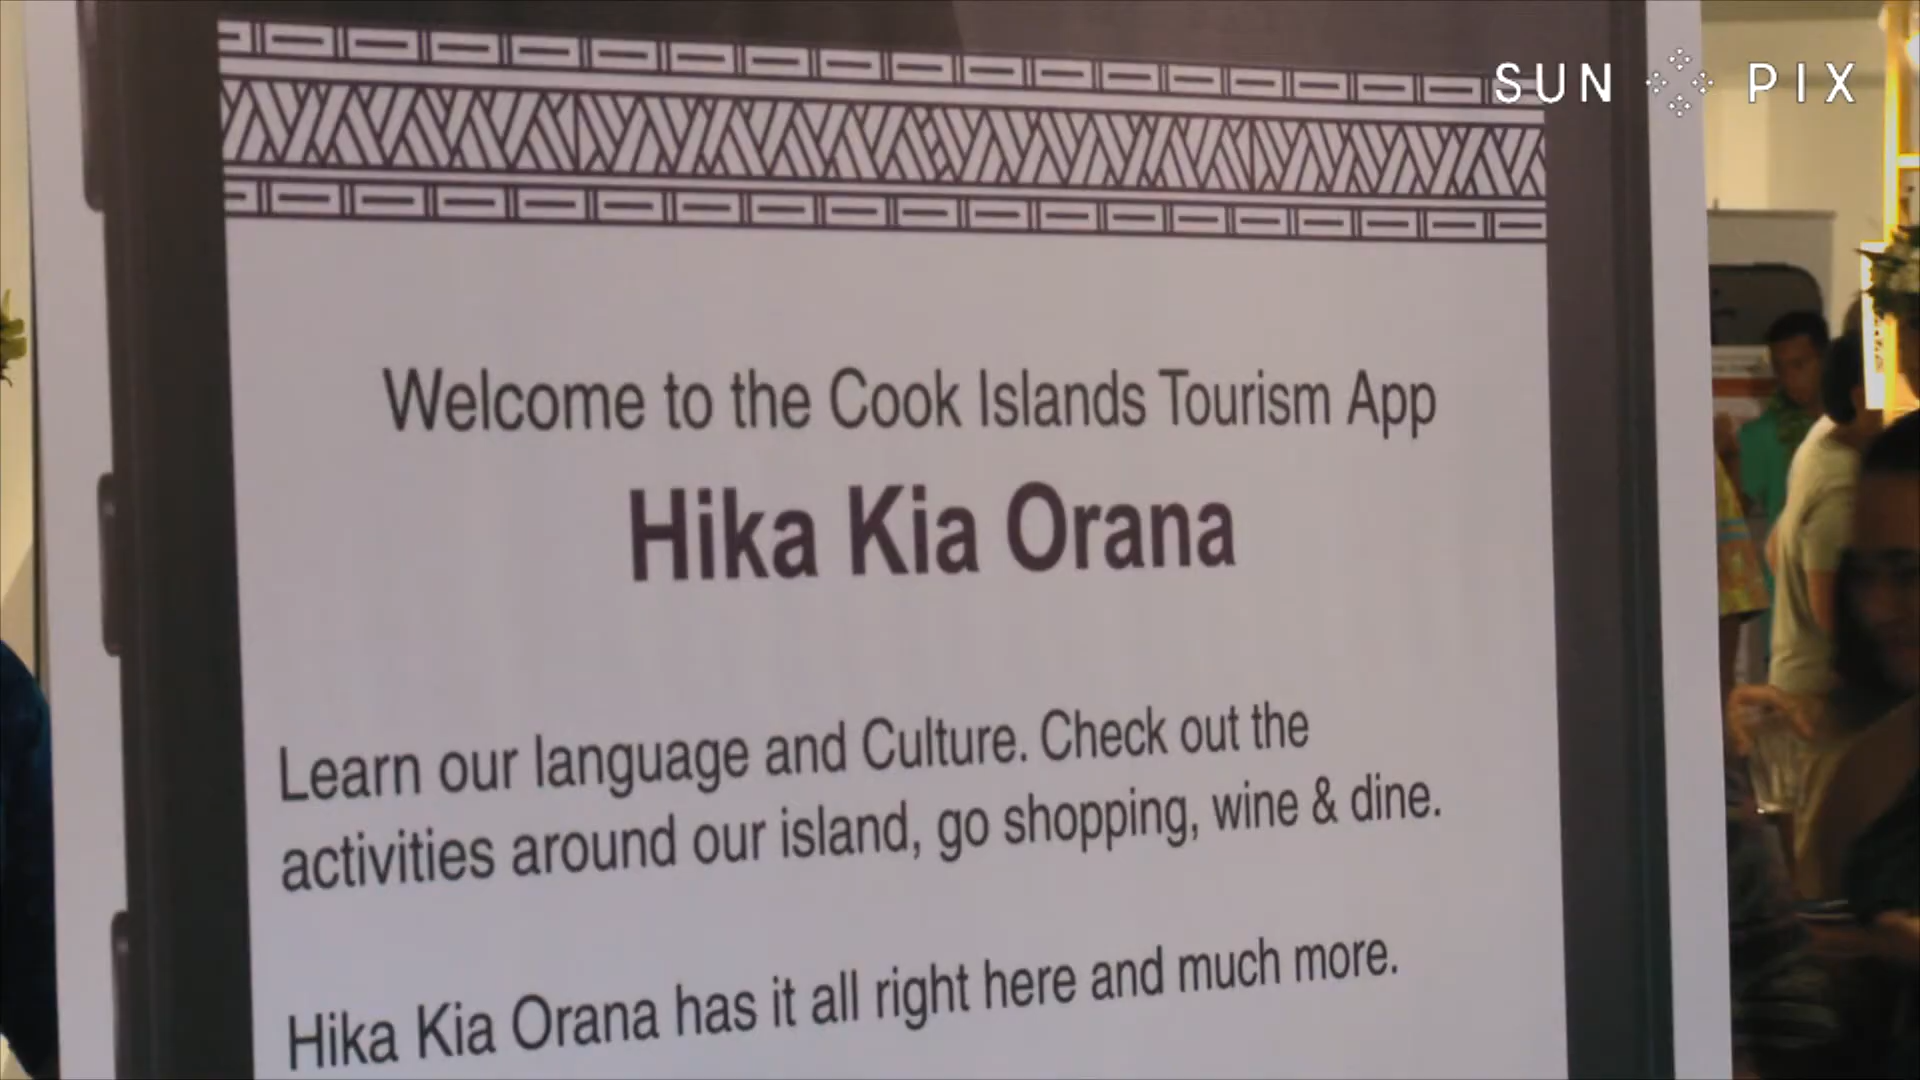 SUN PIX
Welcome to the Cook Islands Tourism App
Hika Kia Orana
Learn our language and Culture. Check out the
activities around our island, go shopping, wine & dine.
Hika Kia Orana has it all right here and much more.